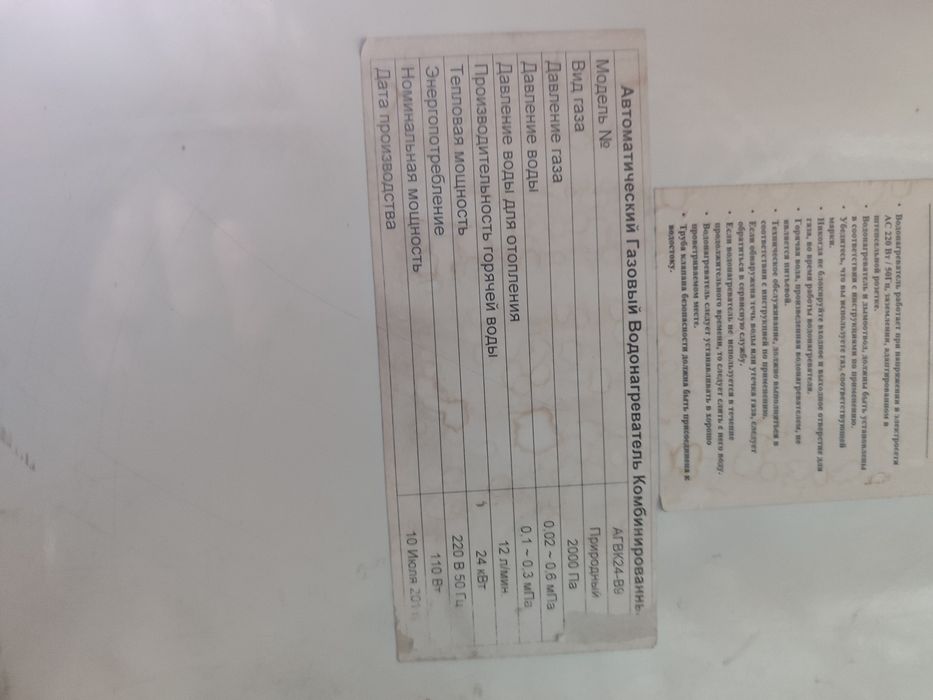 Автоматический Газовый Водонагреватель Комбинированны
Модель № АГВК24-В9
Вид газа Природный
Давление газа 2000 Па
Давление воды 0,02 ~ 0,6 мПа
Давление воды для отопления 0,1 ~ 0,3 мПа
Производительность горячей воды 12 л/мин
Тепловая мощность 24 кВт
Энергопотребление 220 В 50 Гц
Номинальная мощность 110 Вт
Дата производства 10 Июля 201
• Водонагреватель работает при напряжении в электросети
АС 220 Вт / 50Гц, заземлении, адаптированном в
штепсельной розетке.
• Водонагреватель и дымоотвод, должны быть установлены
в соответствии с инструкциями по применению.
• Убедитесь, что вы используете газ, соответствующей
марки.
• Никогда не блокируйте входное и выходное отверстие для
газа, во время работы водонагревателя.
• Горячая вода, произведенная водонагревателем, не
является питьевой.
• Техническое обслуживание, должно выполняться в
соответствии с инструкцией по применению.
• Если обнаружена течь воды или утечка газа, следует
обратиться в сервисную службу.
• Если водонагреватель не используется в течение
продолжительного времени, то следует слить с него воду.
• Водонагреватель следует устанавливать в хорошо
проветриваемом месте.
• Труба клапана безопасности должна быть присоединена к
водостоку.